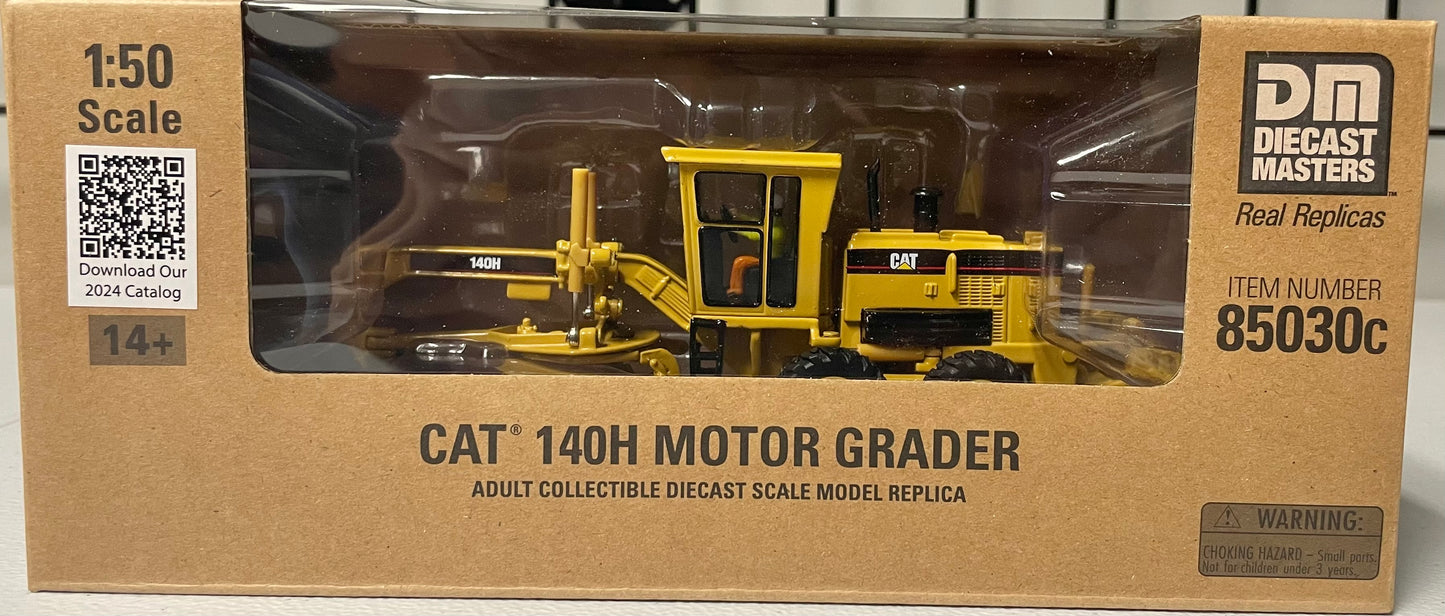 1:50
Scale
Download Our
2024 Catalog
14+
140H
CAT
DM
DIECAST
MASTERS™
Real Replicas
ITEM NUMBER
85030c
CAT® 140H MOTOR GRADER
ADULT COLLECTIBLE DIECAST SCALE MODEL REPLICA
WARNING:
CHOKING HAZARD – Small parts.
Not for children under 3 years.